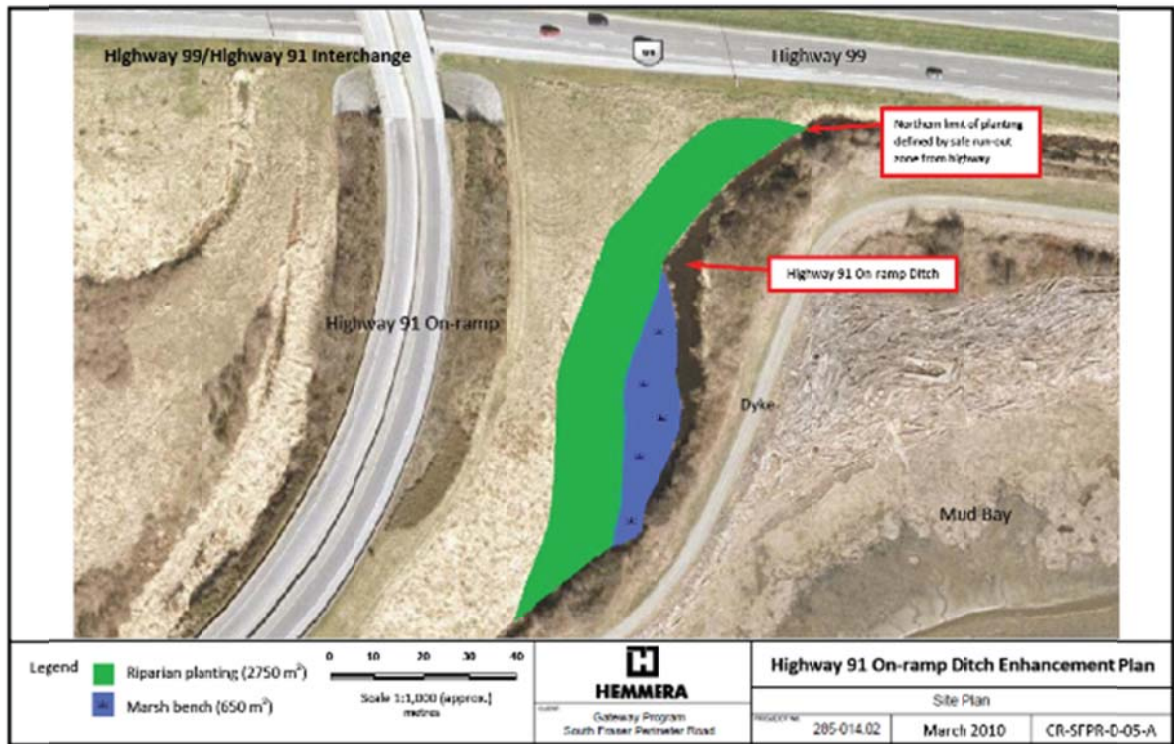 Highway 99/Highway 91 Interchange
99
Highway 99
Northern limit of planting
defined by safe run-out
zone from highway
Highway 91 On-ramp Ditch
Highway 91 On-ramp
Dyke
Mud Bay
Legend
Riparian planting (2750 m²)
Marsh bench (650 m²)
0 10 20 30 40
Scale 1:1,000 (approx.)
metres
H
HEMMERA
CLIENT
Gateway Program
South Fraser Perimeter Road
Highway 91 On-ramp Ditch Enhancement Plan
Site Plan
PROJECT NO.
285-014.02
March 2010
CR-SFPR-D-05-A